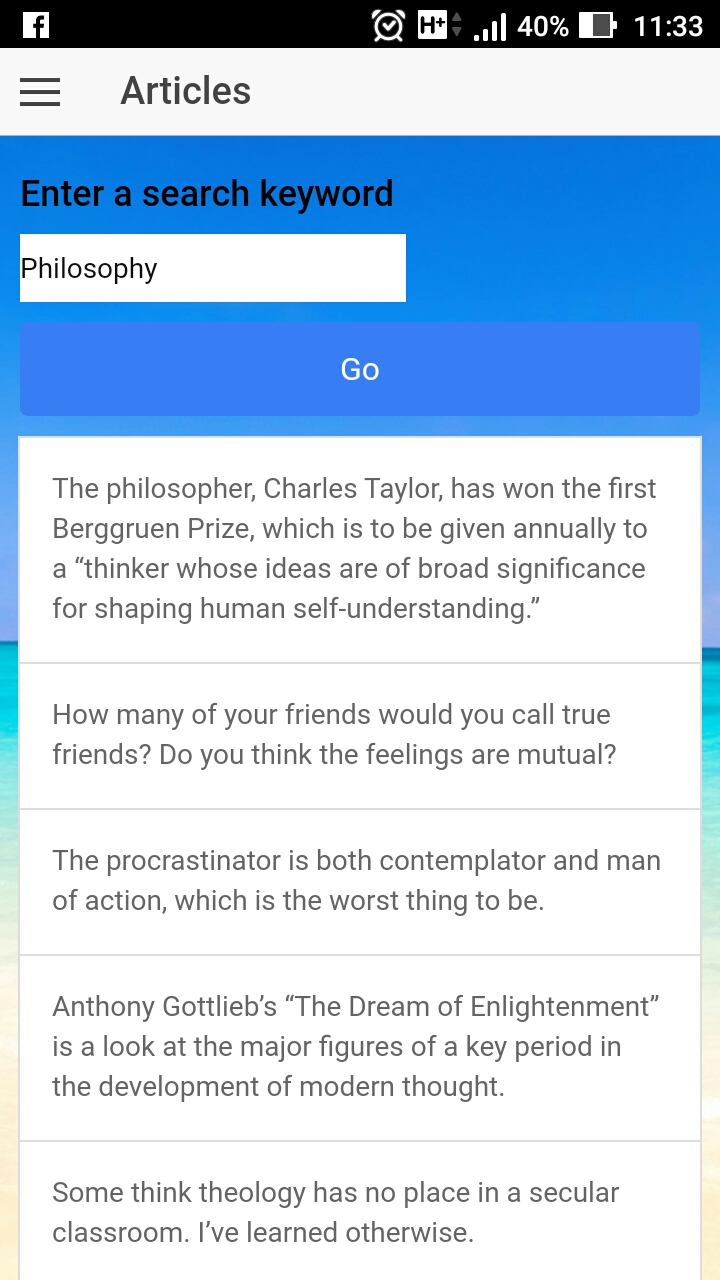 H+ 40% 11:33
Articles
Enter a search keyword
Philosophy
Go
The philosopher, Charles Taylor, has won the first
Berggruen Prize, which is to be given annually to
a “thinker whose ideas are of broad significance
for shaping human self-understanding.”
How many of your friends would you call true
friends? Do you think the feelings are mutual?
The procrastinator is both contemplator and man
of action, which is the worst thing to be.
Anthony Gottlieb’s “The Dream of Enlightenment”
is a look at the major figures of a key period in
the development of modern thought.
Some think theology has no place in a secular
classroom. I’ve learned otherwise.